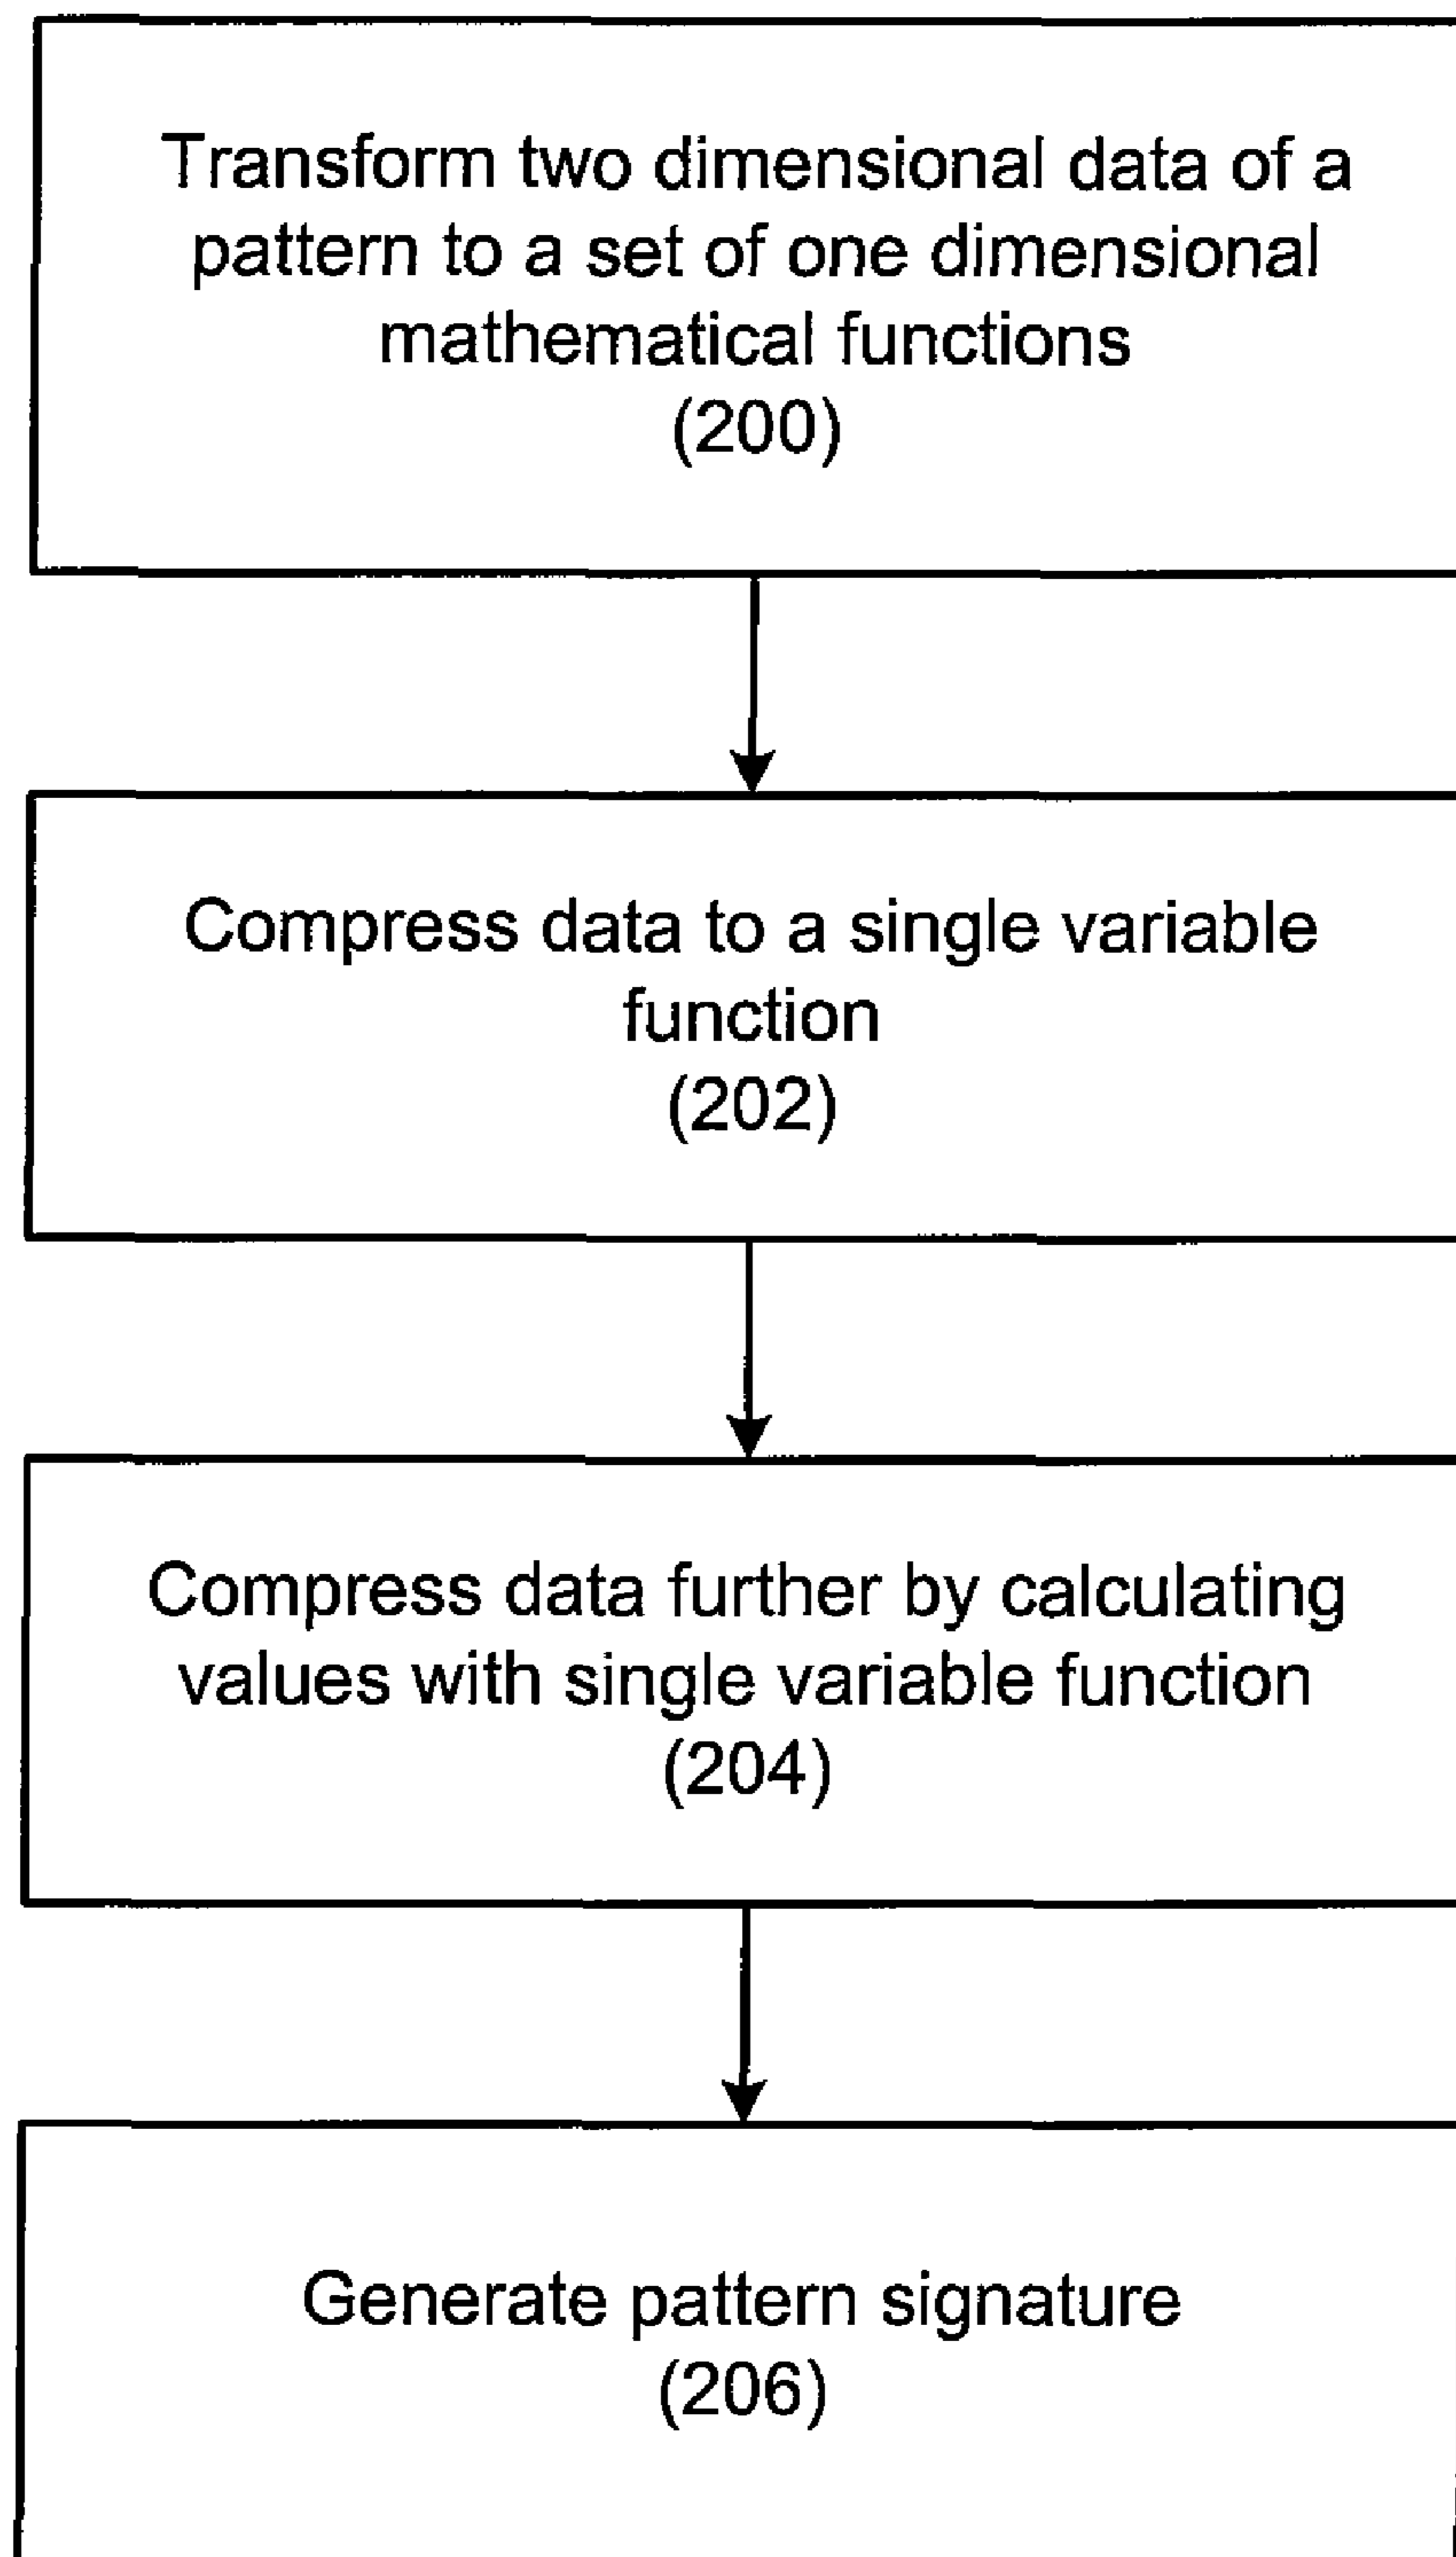 Transform two dimensional data of a
pattern to a set of one dimensional
mathematical functions
(200)
Compress data to a single variable
function
(202)
Compress data further by calculating
values with single variable function
(204)
Generate pattern signature
(206)